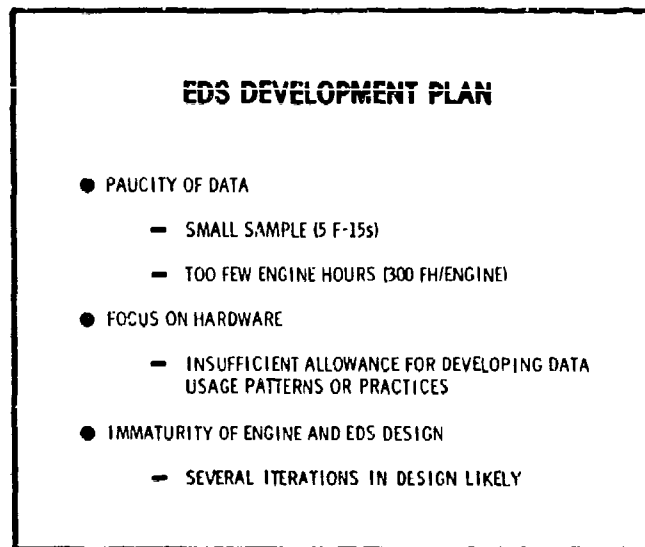 EDS DEVELOPMENT PLAN
● PAUCITY OF DATA
— SMALL SAMPLE (5 F-15s)
— TOO FEW ENGINE HOURS (300 FH/ENGINE)
● FOCUS ON HARDWARE
— INSUFFICIENT ALLOWANCE FOR DEVELOPING DATA
USAGE PATTERNS OR PRACTICES
● IMMATURITY OF ENGINE AND EDS DESIGN
— SEVERAL ITERATIONS IN DESIGN LIKELY